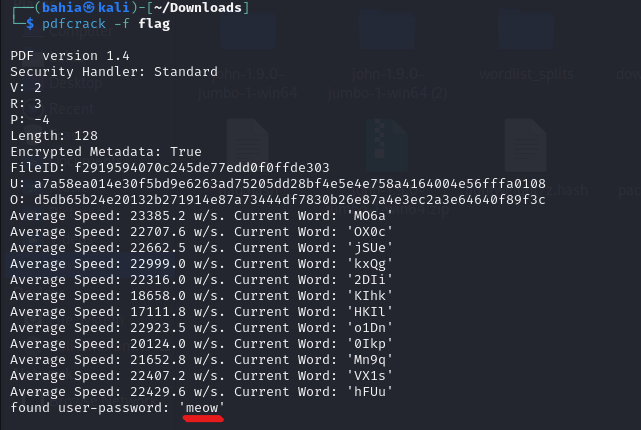 ┌──(bahia㉿kali)-[~/Downloads]
└─$ pdfcrack -f flag
PDF version 1.4
Security Handler: Standard
V: 2
R: 3
P: -4
Length: 128
Encrypted Metadata: True
FileID: f2919594070c245de77edd0f0ffde303
U: a7a58ea014e30f5bd9e6263ad75205dd28bf4e5e4e758a4164004e56fffa0108
O: d5db65b24e20132b271914e87a73444df7830b26e87a4e3ec2a3e64640f89f3c
Average Speed: 23385.2 w/s. Current Word: 'MO6a'
Average Speed: 22707.6 w/s. Current Word: 'OX0c'
Average Speed: 22662.5 w/s. Current Word: 'jSUe'
Average Speed: 22999.0 w/s. Current Word: 'kxQg'
Average Speed: 22316.0 w/s. Current Word: '2DIi'
Average Speed: 18658.0 w/s. Current Word: 'KIhk'
Average Speed: 17111.8 w/s. Current Word: 'HKIl'
Average Speed: 22923.5 w/s. Current Word: 'o1Dn'
Average Speed: 20124.0 w/s. Current Word: '0Ikp'
Average Speed: 21652.8 w/s. Current Word: 'Mn9q'
Average Speed: 22407.2 w/s. Current Word: 'VX1s'
Average Speed: 22429.6 w/s. Current Word: 'hFUu'
found user-password: 'meow'